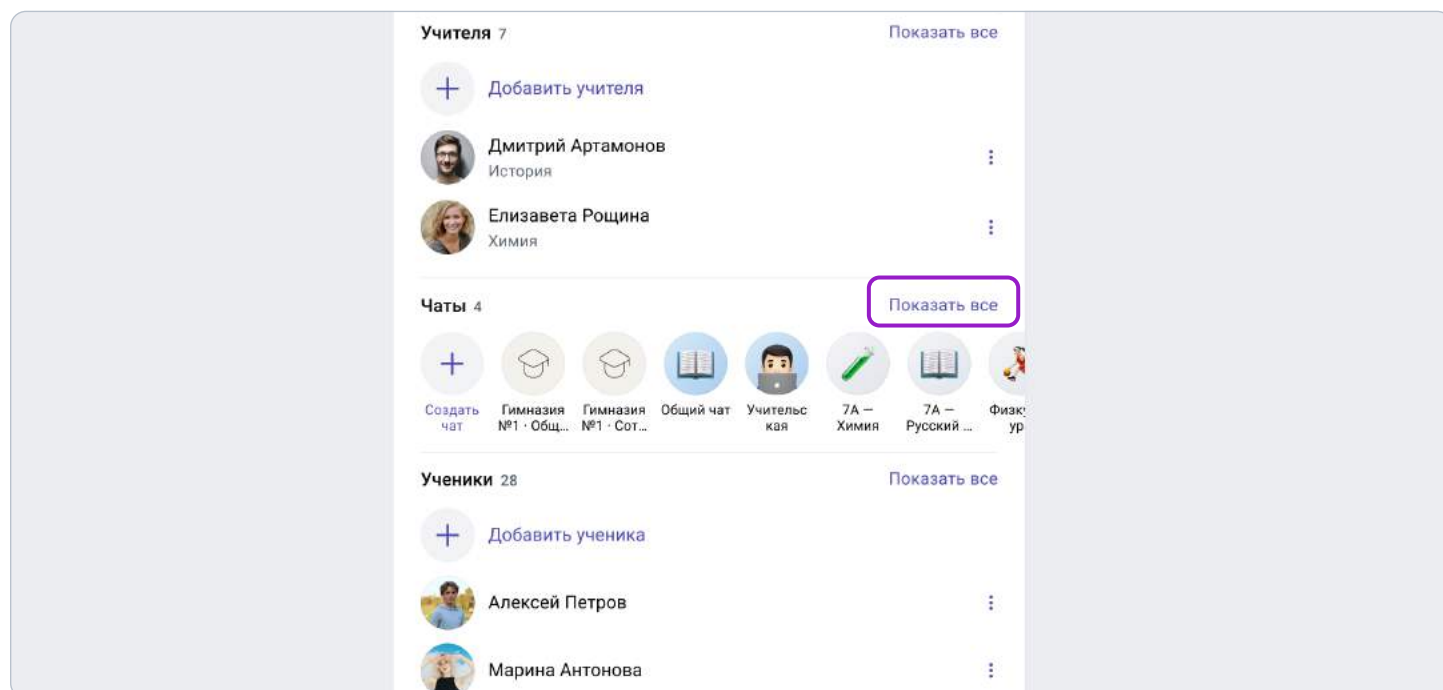 Учителя 7 Показать все
Добавить учителя
Дмитрий Артамонов
История
Елизавета Рощина
Химия
Чаты 4 Показать все
Создать чат
Гимназия №1 · Общ...
Гимназия №1 · Сот...
Общий чат
Учительс
кая
7А —
Химия
7А —
Русский ...
Физку
ур
Ученики 28 Показать все
Добавить ученика
Алексей Петров
Марина Антонова